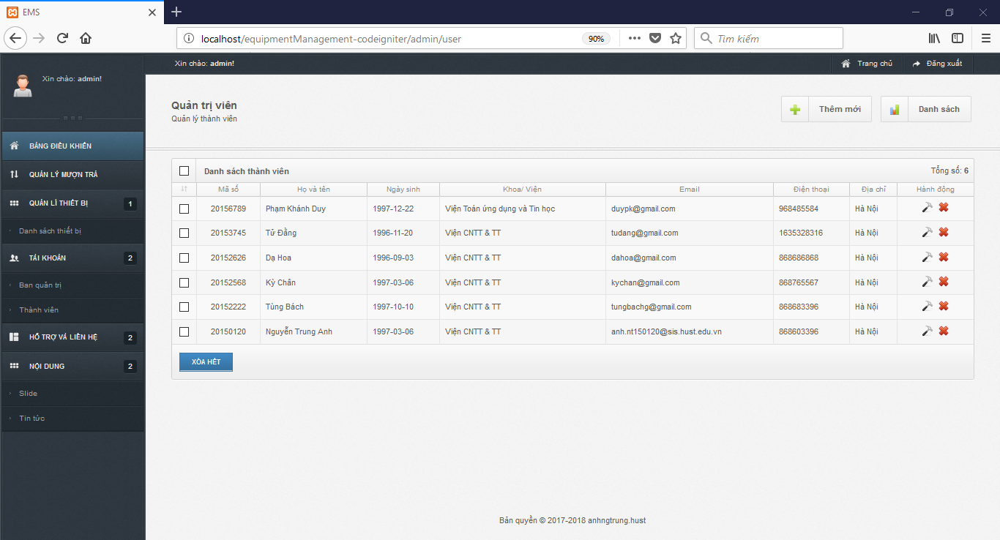 EMS
localhost/equipmentManagement-codeigniter/admin/user
90%
Tìm kiếm
Xin chào: admin!
Xin chào: admin!
Trang chủ
Đăng xuất
Quản trị viên
Quản lý thành viên
Thêm mới
Danh sách
BẢNG ĐIỀU KHIỂN
QUẢN LÝ MƯỢN TRẢ
QUẢN LÍ THIẾT BỊ 1
Danh sách thiết bị
TÀI KHOẢN 2
Ban quản trị
Thành viên
HỖ TRỢ VÀ LIÊN HỆ 2
NỘI DUNG 2
Slide
Tin tức
Danh sách thành viên Tổng số: 6
Mã số Họ và tên Ngày sinh Khoa/ Viện Email Điện thoại Địa chỉ Hành động
20156789 Phạm Khánh Duy 1997-12-22 Viện Toán ứng dụng và Tin học duypk@gmail.com 968485584 Hà Nội
20153745 Tử Đằng 1996-11-20 Viện CNTT & TT tudang@gmail.com 1635328316 Hà Nội
20152626 Dạ Hoa 1996-09-03 Viện CNTT & TT dahoa@gmail.com 868686868 Hà Nội
20152568 Kỳ Chân 1997-03-06 Viện CNTT & TT kychan@gmail.com 868765567 Hà Nội
20152222 Tùng Bách 1997-10-10 Viện CNTT & TT tungbachg@gmail.com 868683396 Hà Nội
20150120 Nguyễn Trung Anh 1997-03-06 Viện CNTT & TT anh.nt150120@sis.hust.edu.vn 868603396 Hà Nội
XÓA HẾT
Bản quyền © 2017-2018 anhngtrung.hust